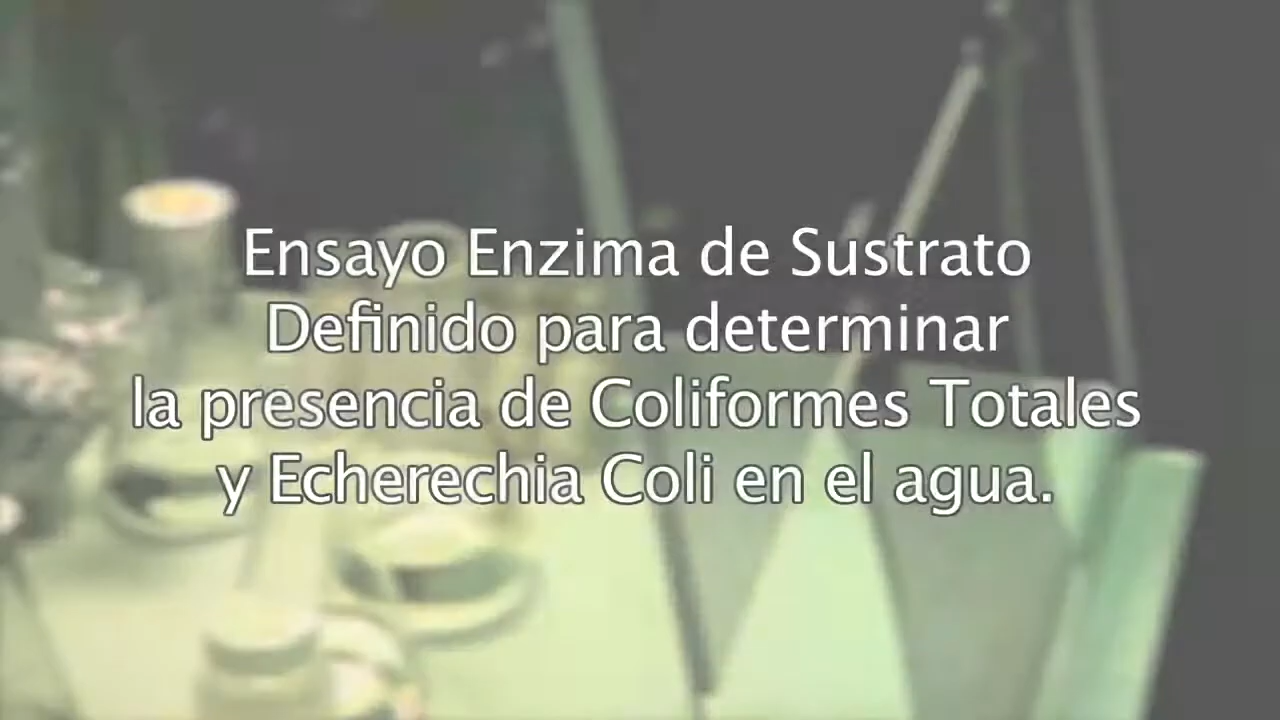 Ensayo Enzima de Sustrato
Definido para determinar
la presencia de Coliformes Totales
y Echerechia Coli en el agua.